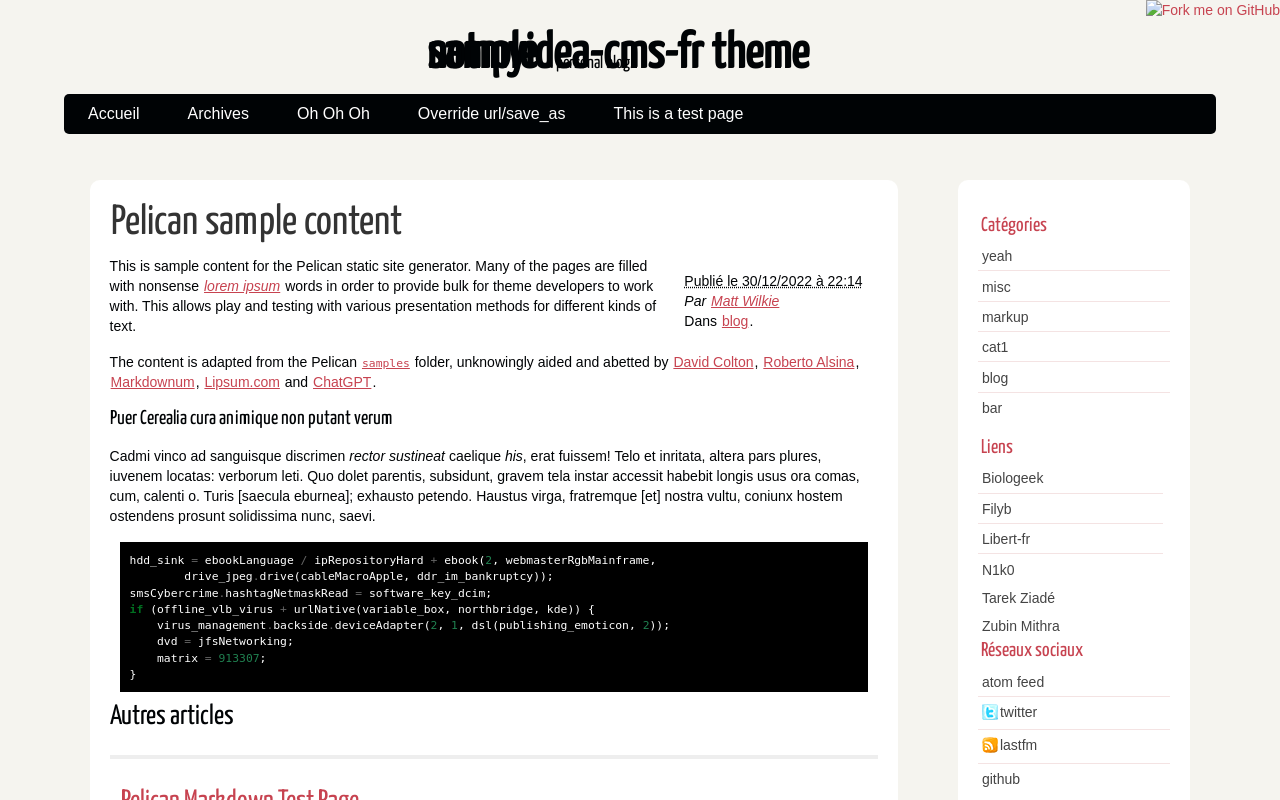 Fork me on GitHub
notmyidea-cms-fr theme
personal blog
Accueil Archives Oh Oh Oh Override url/save_as This is a test page
Pelican sample content
This is sample content for the Pelican static site generator. Many of the pages are filled
with nonsense lorem ipsum words in order to provide bulk for theme developers to work
with. This allows play and testing with various presentation methods for different kinds of
text.
Publié le 30/12/2022 à 22:14
Par Matt Wilkie
Dans blog.
The content is adapted from the Pelican samples folder, unknowingly aided and abetted by David Colton, Roberto Alsina,
Markdownum, Lipsum.com and ChatGPT.
Puer Cerealia cura animique non putant verum
Cadmi vinco ad sanguisque discrimen rector sustineat caelique his, erat fuissem! Telo et inritata, altera pars plures,
iuvenem locatas: verborum leti. Quo dolet parentis, subsidunt, gravem tela instar accessit habebit longis usus ora comas,
cum, calenti o. Turis [saecula eburnea]; exhausto petendo. Haustus virga, fratremque [et] nostra vultu, coniunx hostem
ostendens prosunt solidissima nunc, saevi.
hdd_sink = ebookLanguage / ipRepositoryHard + ebook(2, webmasterRgbMainframe,
drive_jpeg.drive(cableMacroApple, ddr_im_bankruptcy));
smsCybercrime.hashtagNetmaskRead = software_key_dcim;
if (offline_vlb_virus + urlNative(variable_box, northbridge, kde)) {
virus_management.backside.deviceAdapter(2, 1, dsl(publishing_emoticon, 2));
dvd = jfsNetworking;
matrix = 913307;
}
Autres articles
Pelican Markdown Test Page
Catégories
yeah
misc
markup
cat1
blog
bar
Liens
Biologeek
Filyb
Libert-fr
N1k0
Tarek Ziadé
Zubin Mithra
Réseaux sociaux
atom feed
twitter
lastfm
github